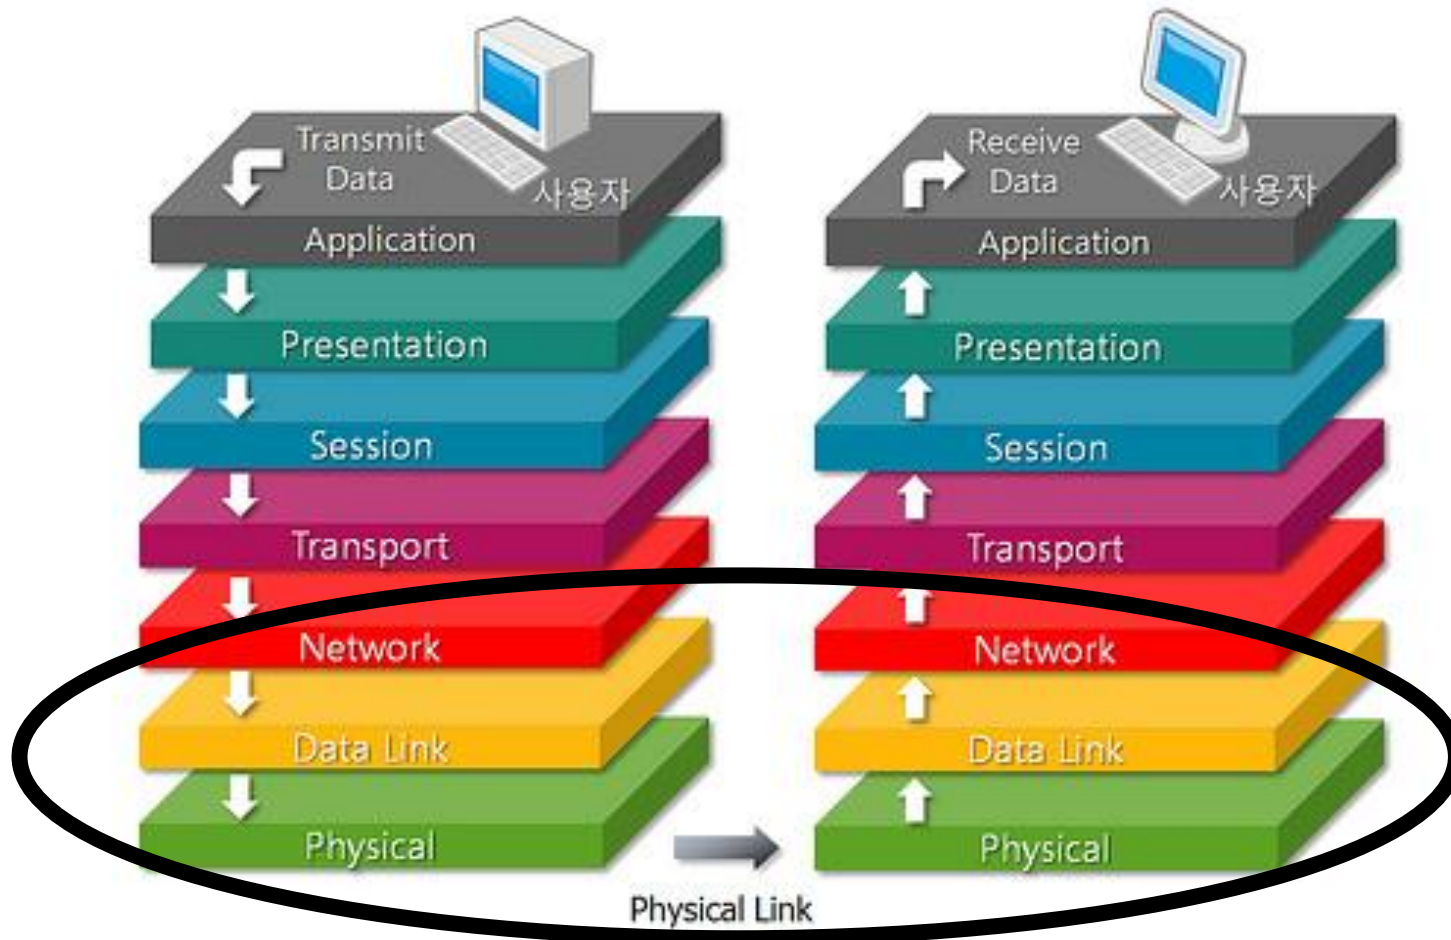 Transmit
Data
사용자
Application
Presentation
Session
Transport
Network
Data Link
Physical
Receive
Data
사용자
Application
Presentation
Session
Transport
Network
Data Link
Physical
Physical Link